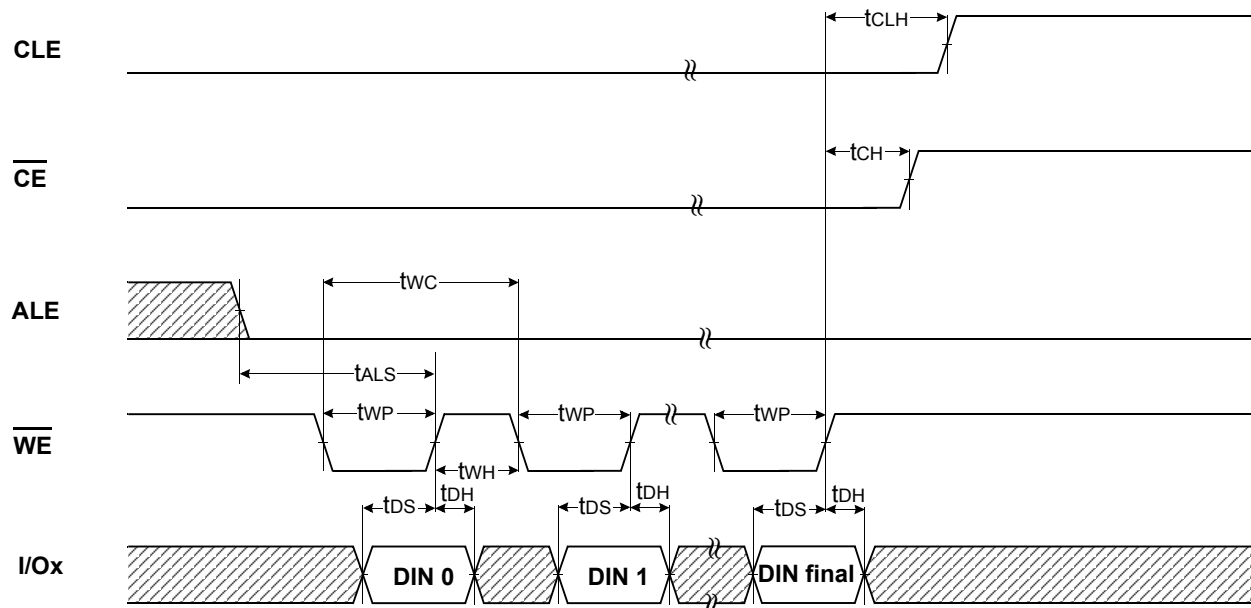 tCLH
CLE
tCH
CE
tWC
ALE
tALS
tWP tWP tWP
WE
tWH
tDS tDH tDS tDH tDS tDH
I/Ox DIN 0 DIN 1 DIN final